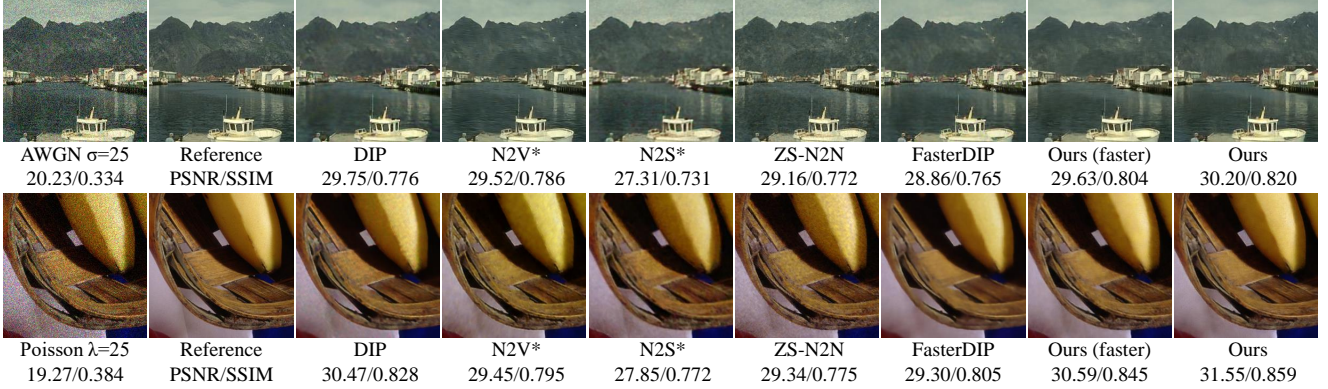 AWGN σ=25 Reference DIP N2V* N2S* ZS-N2N FasterDIP Ours (faster) Ours
20.23/0.334 PSNR/SSIM 29.75/0.776 29.52/0.786 27.31/0.731 29.16/0.772 28.86/0.765 29.63/0.804 30.20/0.820
Poisson λ=25 Reference DIP N2V* N2S* ZS-N2N FasterDIP Ours (faster) Ours
19.27/0.384 PSNR/SSIM 30.47/0.828 29.45/0.795 27.85/0.772 29.34/0.775 29.30/0.805 30.59/0.845 31.55/0.859